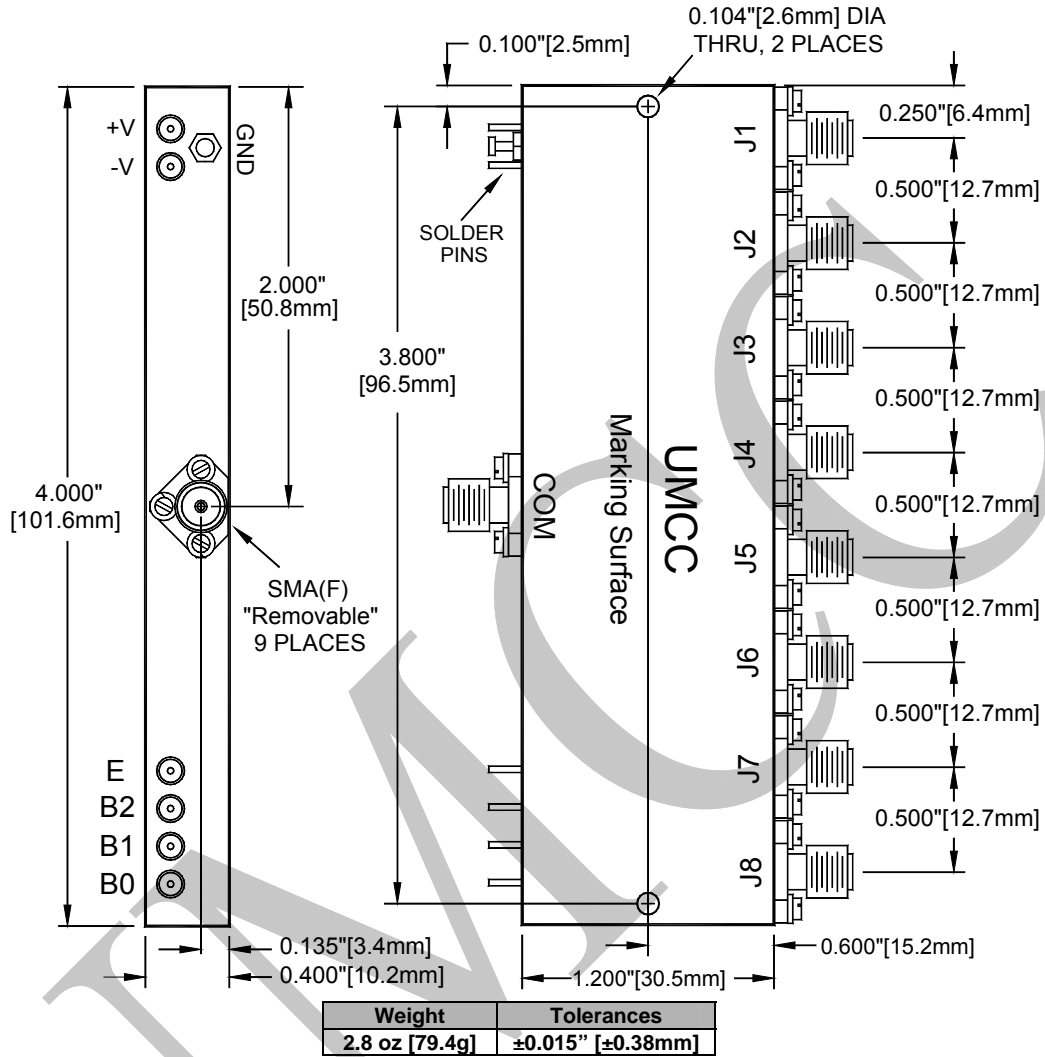 0.104"[2.6mm] DIA
THRU, 2 PLACES
0.100"[2.5mm]
0.250"[6.4mm]
+V
-V
GND
SOLDER
PINS
2.000"
[50.8mm]
3.800"
[96.5mm]
4.000"
[101.6mm]
SMA(F)
"Removable"
9 PLACES
COM
Marking Surface
UMCC
J1
J2
J3
J4
J5
J6
J7
J8
0.500"[12.7mm]
0.500"[12.7mm]
0.500"[12.7mm]
0.500"[12.7mm]
0.500"[12.7mm]
0.500"[12.7mm]
0.500"[12.7mm]
E
B2
B1
B0
0.135"[3.4mm]
0.400"[10.2mm]
1.200"[30.5mm]
0.600"[15.2mm]
Weight Tolerances
2.8 oz [79.4g] ±0.015” [±0.38mm]
UMCC